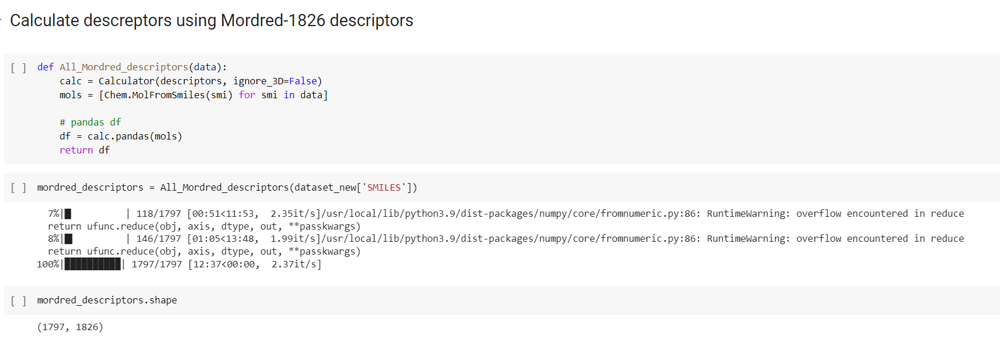 Calculate descreptors using Mordred-1826 descriptors
[ ] def All_Mordred_descriptors(data):
calc = Calculator(descriptors, ignore_3D=False)
mols = [Chem.MolFromSmiles(smi) for smi in data]
# pandas df
df = calc.pandas(mols)
return df
[ ] mordred_descriptors = All_Mordred_descriptors(dataset_new['SMILES'])
7%|█         | 118/1797 [00:51<11:53,  2.35it/s]/usr/local/lib/python3.9/dist-packages/numpy/core/fromnumeric.py:86: RuntimeWarning: overflow encountered in reduce
return ufunc.reduce(obj, axis, dtype, out, **passkwargs)
8%|█         | 146/1797 [01:05<13:48,  1.99it/s]/usr/local/lib/python3.9/dist-packages/numpy/core/fromnumeric.py:86: RuntimeWarning: overflow encountered in reduce
return ufunc.reduce(obj, axis, dtype, out, **passkwargs)
100%|██████████| 1797/1797 [12:37<00:00,  2.37it/s]
[ ] mordred_descriptors.shape
(1797, 1826)